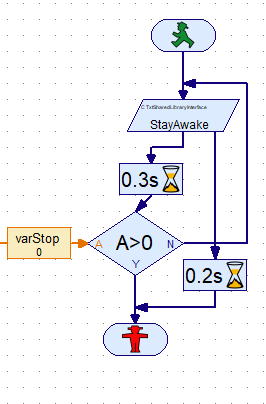 C TxtSharedLibraryInterface
StayAwake
0.3s
varStop
0
A
A>0
N
Y
0.2s